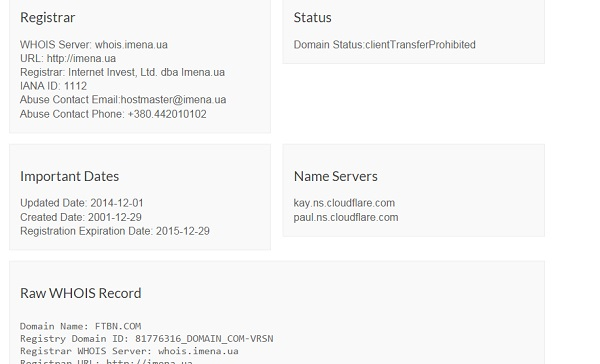 Registrar
WHOIS Server: whois.imena.ua
URL: http://imena.ua
Registrar: Internet Invest, Ltd. dba Imena.ua
IANA ID: 1112
Abuse Contact Email:hostmaster@imena.ua
Abuse Contact Phone: +380.442010102
Status
Domain Status:clientTransferProhibited
Important Dates
Updated Date: 2014-12-01
Created Date: 2001-12-29
Registration Expiration Date: 2015-12-29
Name Servers
kay.ns.cloudflare.com
paul.ns.cloudflare.com
Raw WHOIS Record
Domain Name: FTBN.COM
Registry Domain ID: 81776316_DOMAIN_COM-VRSN
Registrar WHOIS Server: whois.imena.ua
Registrar URL: http://imena.ua